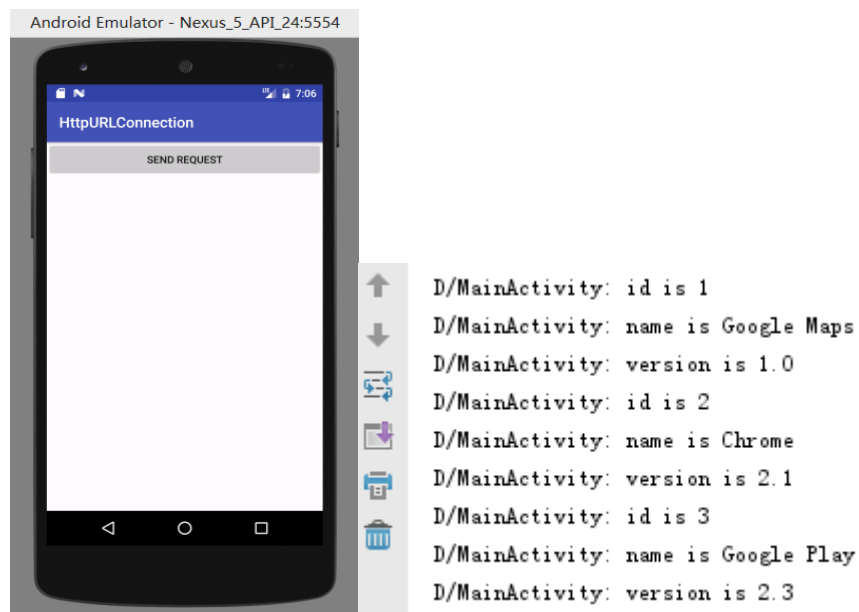 Android Emulator - Nexus_5_API_24:5554
7:06
HttpURLConnection
SEND REQUEST
D/MainActivity: id is 1
D/MainActivity: name is Google Maps
D/MainActivity: version is 1.0
D/MainActivity: id is 2
D/MainActivity: name is Chrome
D/MainActivity: version is 2.1
D/MainActivity: id is 3
D/MainActivity: name is Google Play
D/MainActivity: version is 2.3